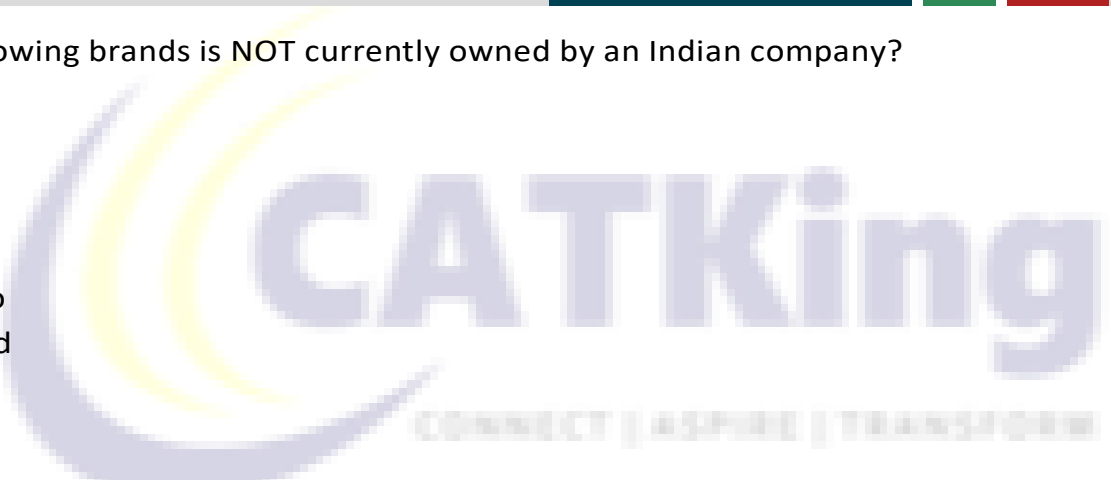 owing brands is NOT currently owned by an Indian company?
CATKing
d
CONNECT | ASPIRE | TRANSFORM